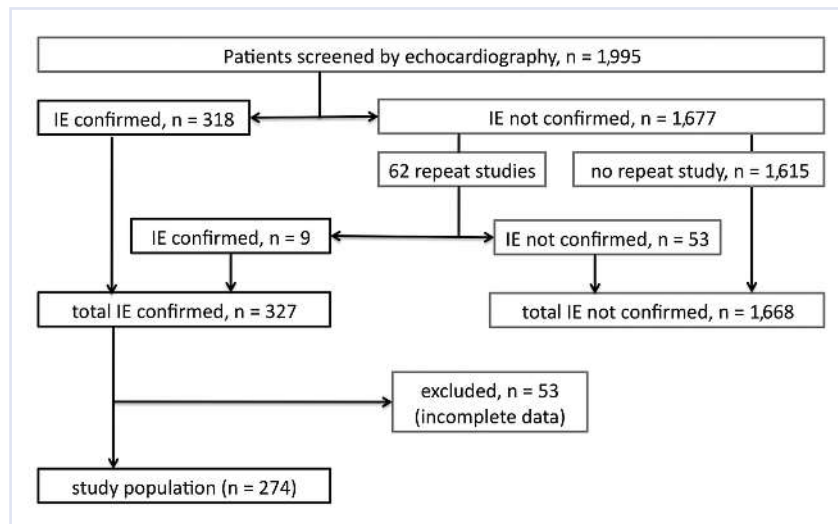 Patients screened by echocardiography, n = 1,995
IE confirmed, n = 318
IE not confirmed, n = 1,677
62 repeat studies
no repeat study, n = 1,615
IE confirmed, n = 9
IE not confirmed, n = 53
total IE confirmed, n = 327
total IE not confirmed, n = 1,668
excluded, n = 53
(incomplete data)
study population (n = 274)